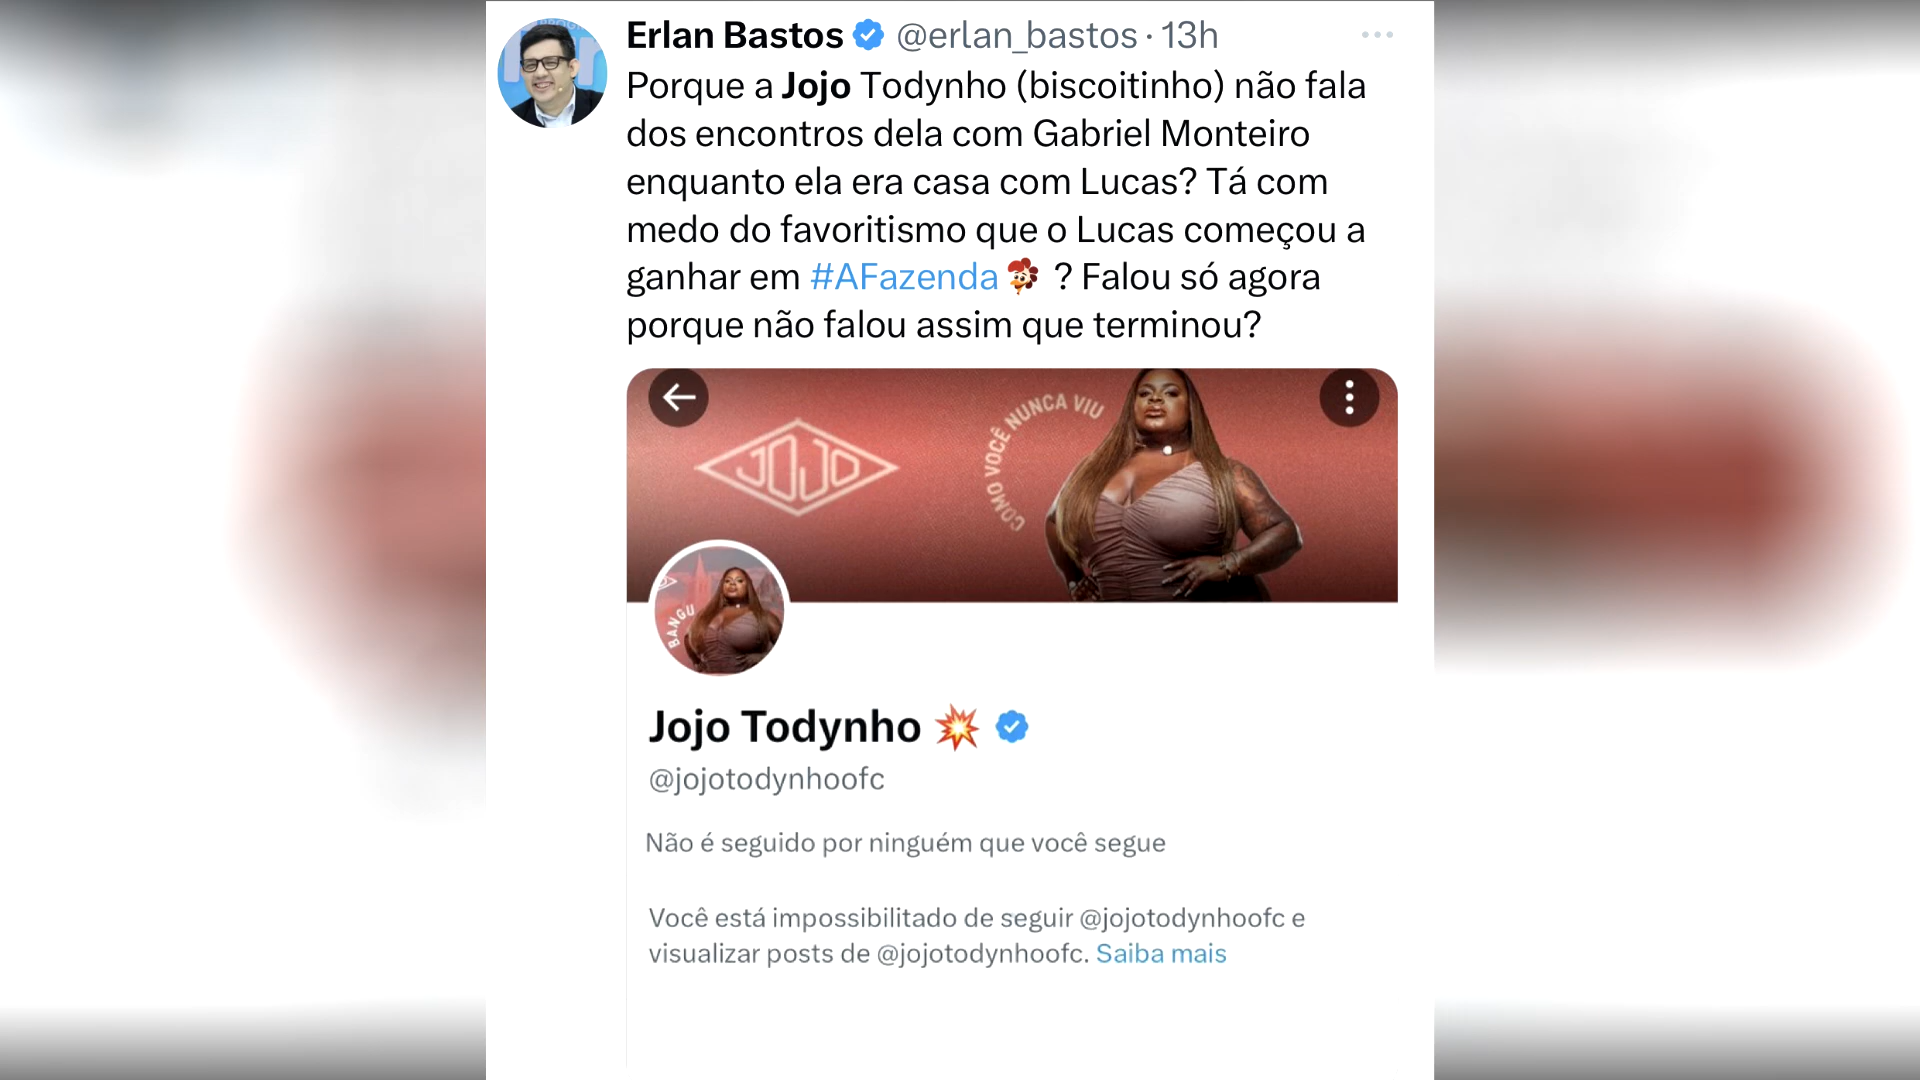 Erlan Bastos @erlan_bastos · 13h
Porque a Jojo Todynho (biscoitinho) não fala
dos encontros dela com Gabriel Monteiro
enquanto ela era casa com Lucas? Tá com
medo do favoritismo que o Lucas começou a
ganhar em #AFazenda ? Falou só agora
porque não falou assim que terminou?
JOJO
COMO VOCÊ NUNCA VIU
BANGU
Jojo Todynho 💥
@jojotodynhoofc
Não é seguido por ninguém que você segue
Você está impossibilitado de seguir @jojotodynhoofc e
visualizar posts de @jojotodynhoofc. Saiba mais